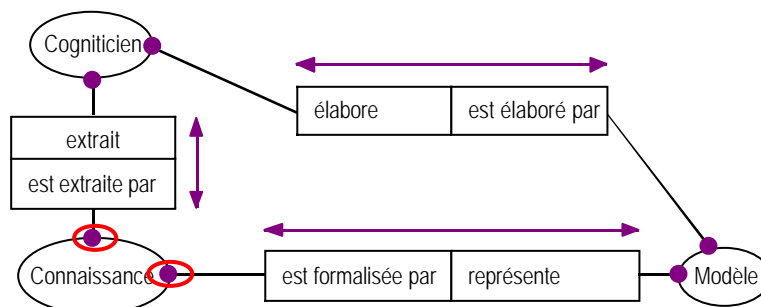 Cogniticien
élabore
est élaboré par
extrait
est extraite par
Connaissance
est formalisée par
représente
Modèle